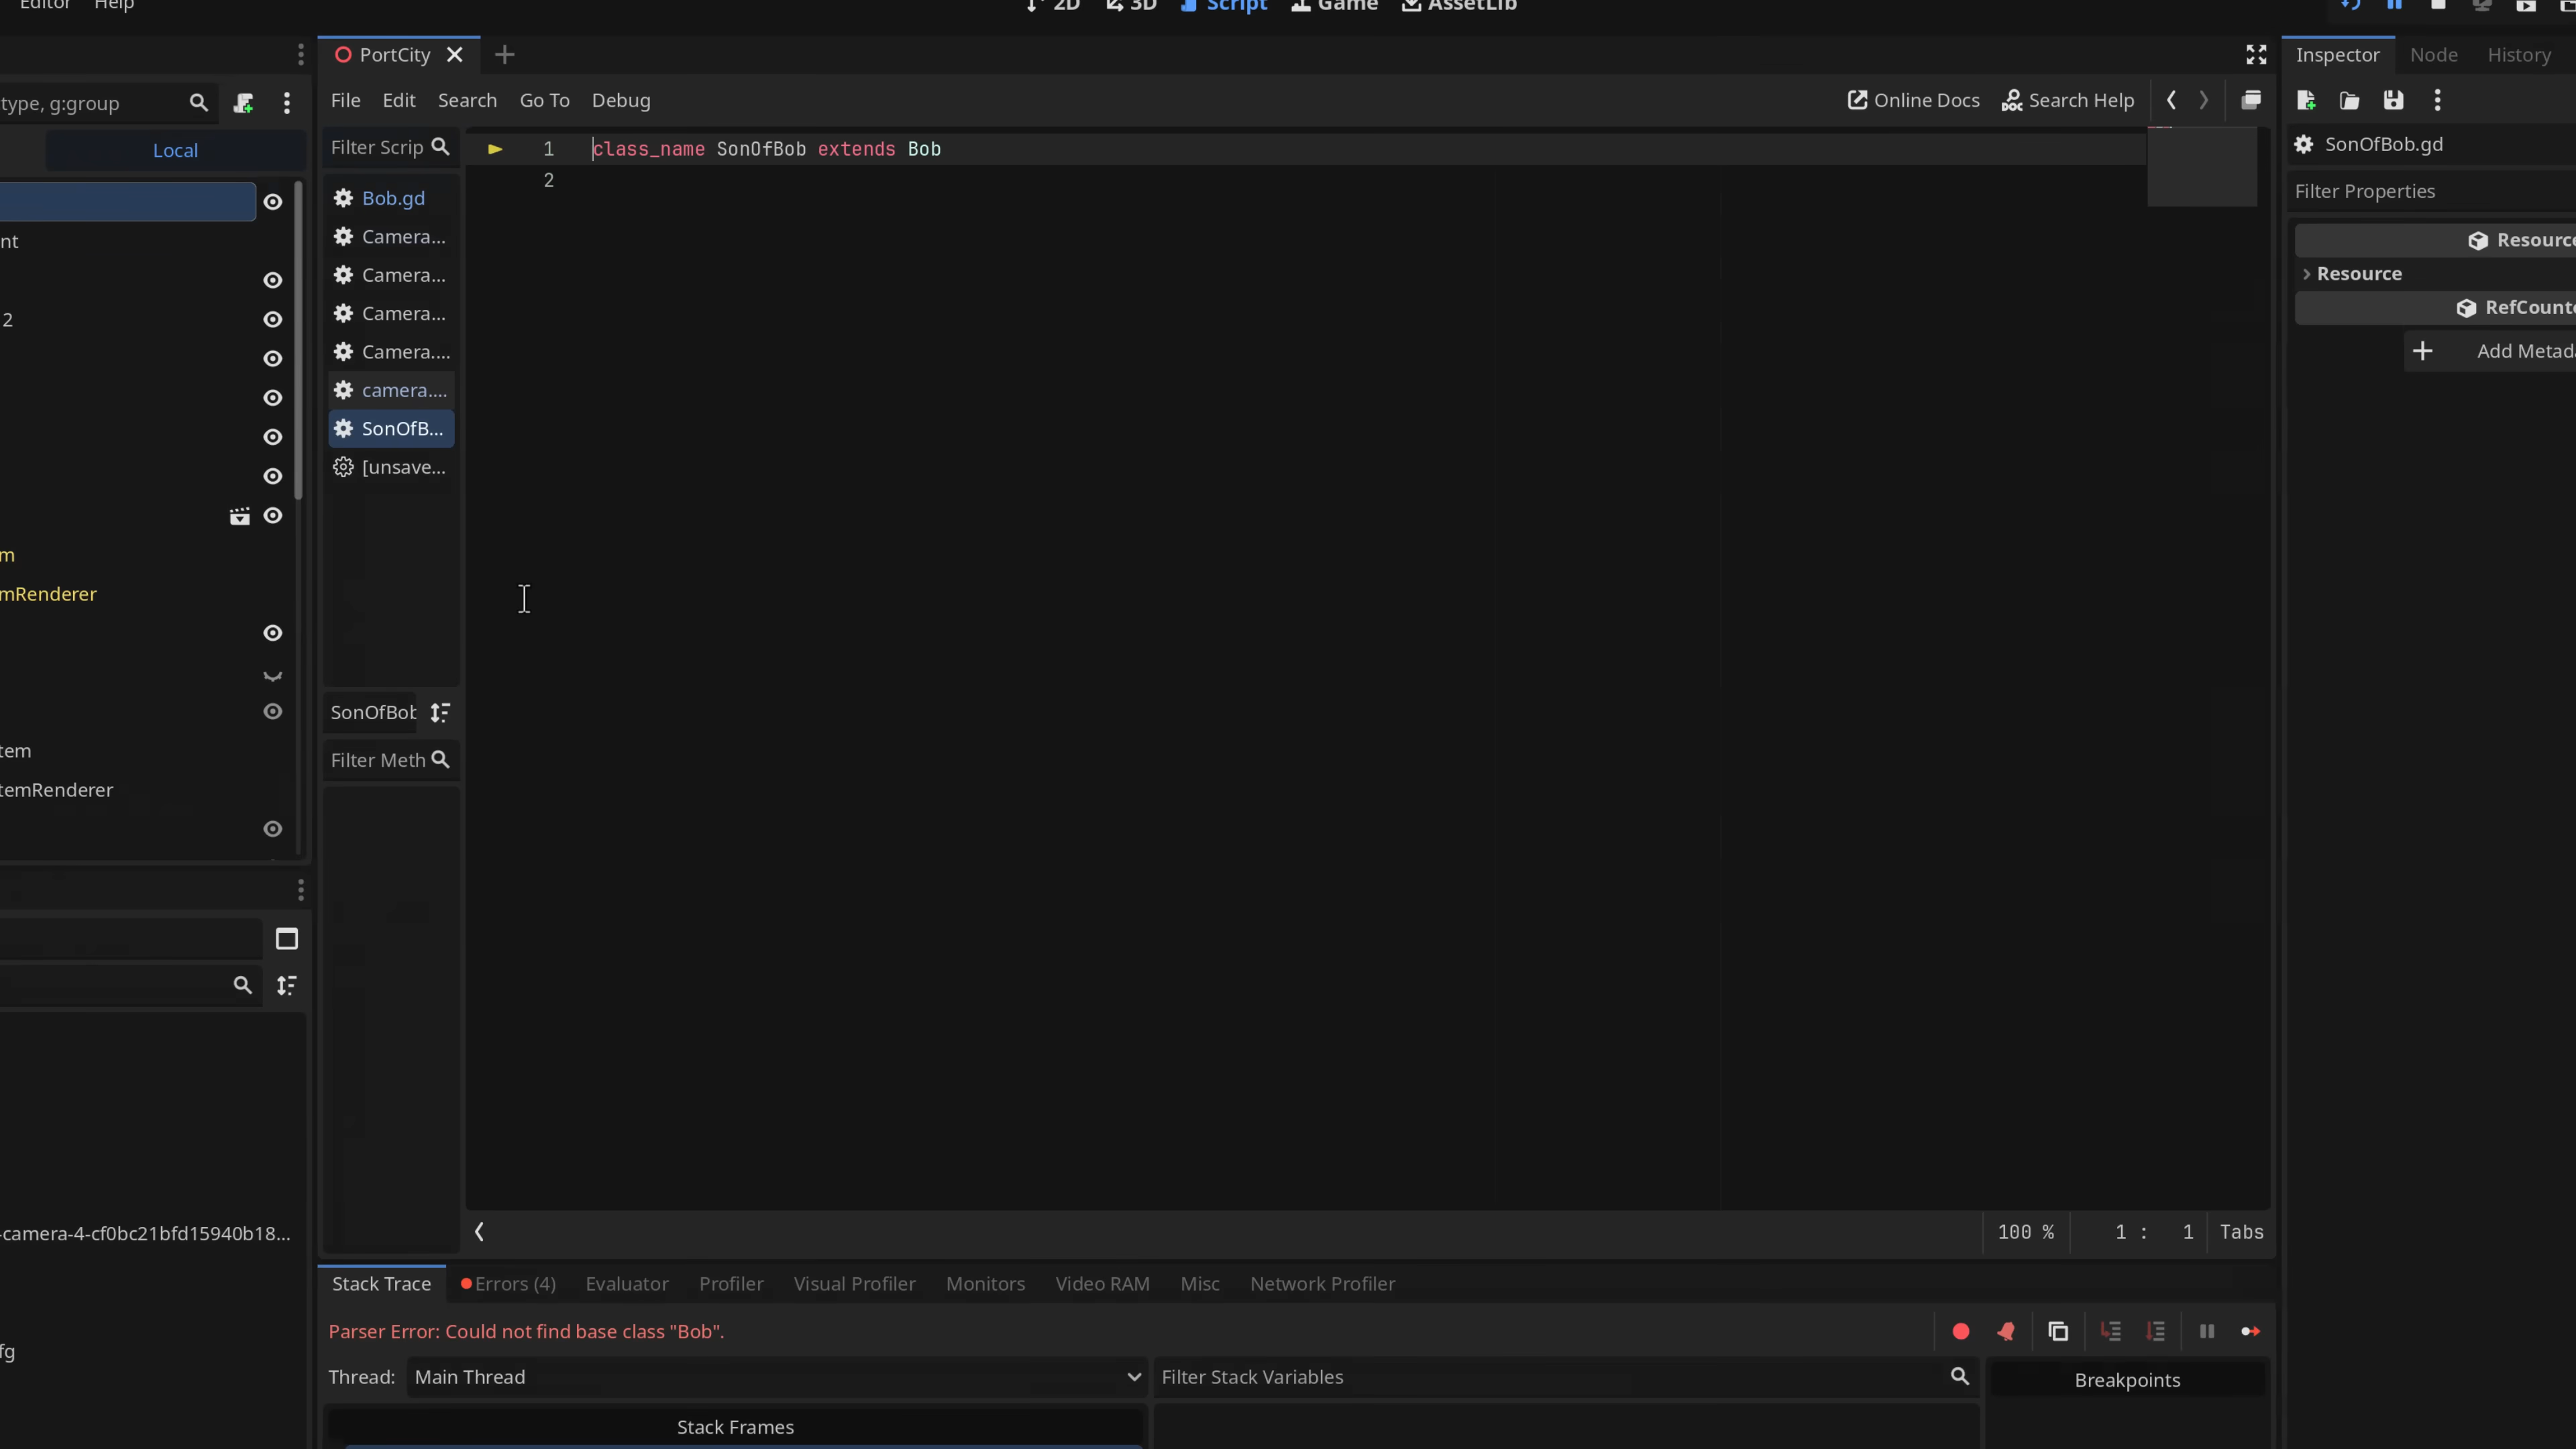 Editor Help
2D 3D Script Game AssetLib
PortCity
Inspector Node History
type, g:group
File Edit Search Go To Debug
Online Docs Search Help
Local
Filter Scrip
1 class_name SonOfBob extends Bob
2
SonOfBob.gd
Filter Properties
Bob.gd
Camera...
Camera...
Camera...
Camera....
camera....
SonOfB...
[unsave...
nt
2
m
mRenderer
tem
temRenderer
Resource
Resource
RefCounte
Add Metada
SonOfBob
Filter Meth
-camera-4-cf0bc21bfd15940b18...
fg
100 % 1 : 1 Tabs
Stack Trace Errors (4) Evaluator Profiler Visual Profiler Monitors Video RAM Misc Network Profiler
Parser Error: Could not find base class "Bob".
Thread: Main Thread
Filter Stack Variables
Breakpoints
Stack Frames